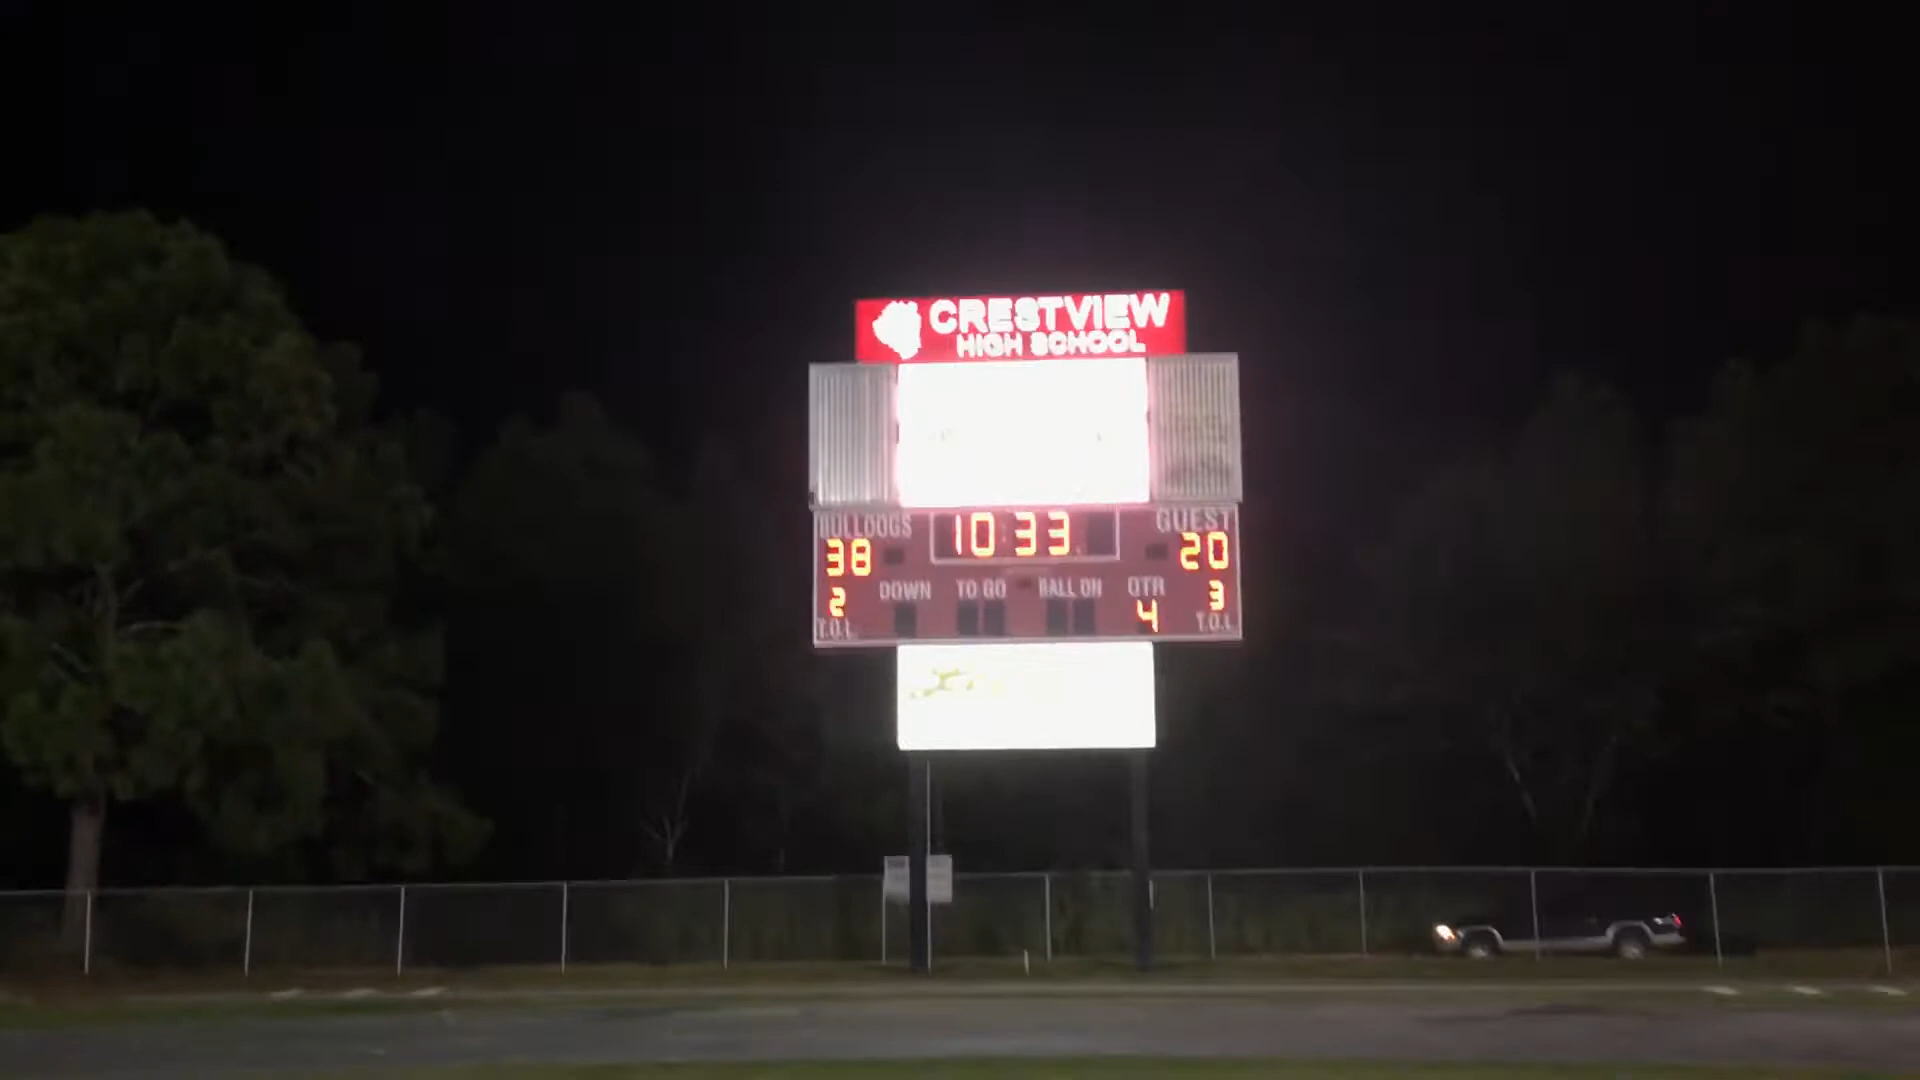 CRESTVIEW
HIGH SCHOOL
BULLDOGS 10 33 GUEST
38 20
DOWN TO GO BALL ON QTR
2 4 3
T.O.L. T.O.L.